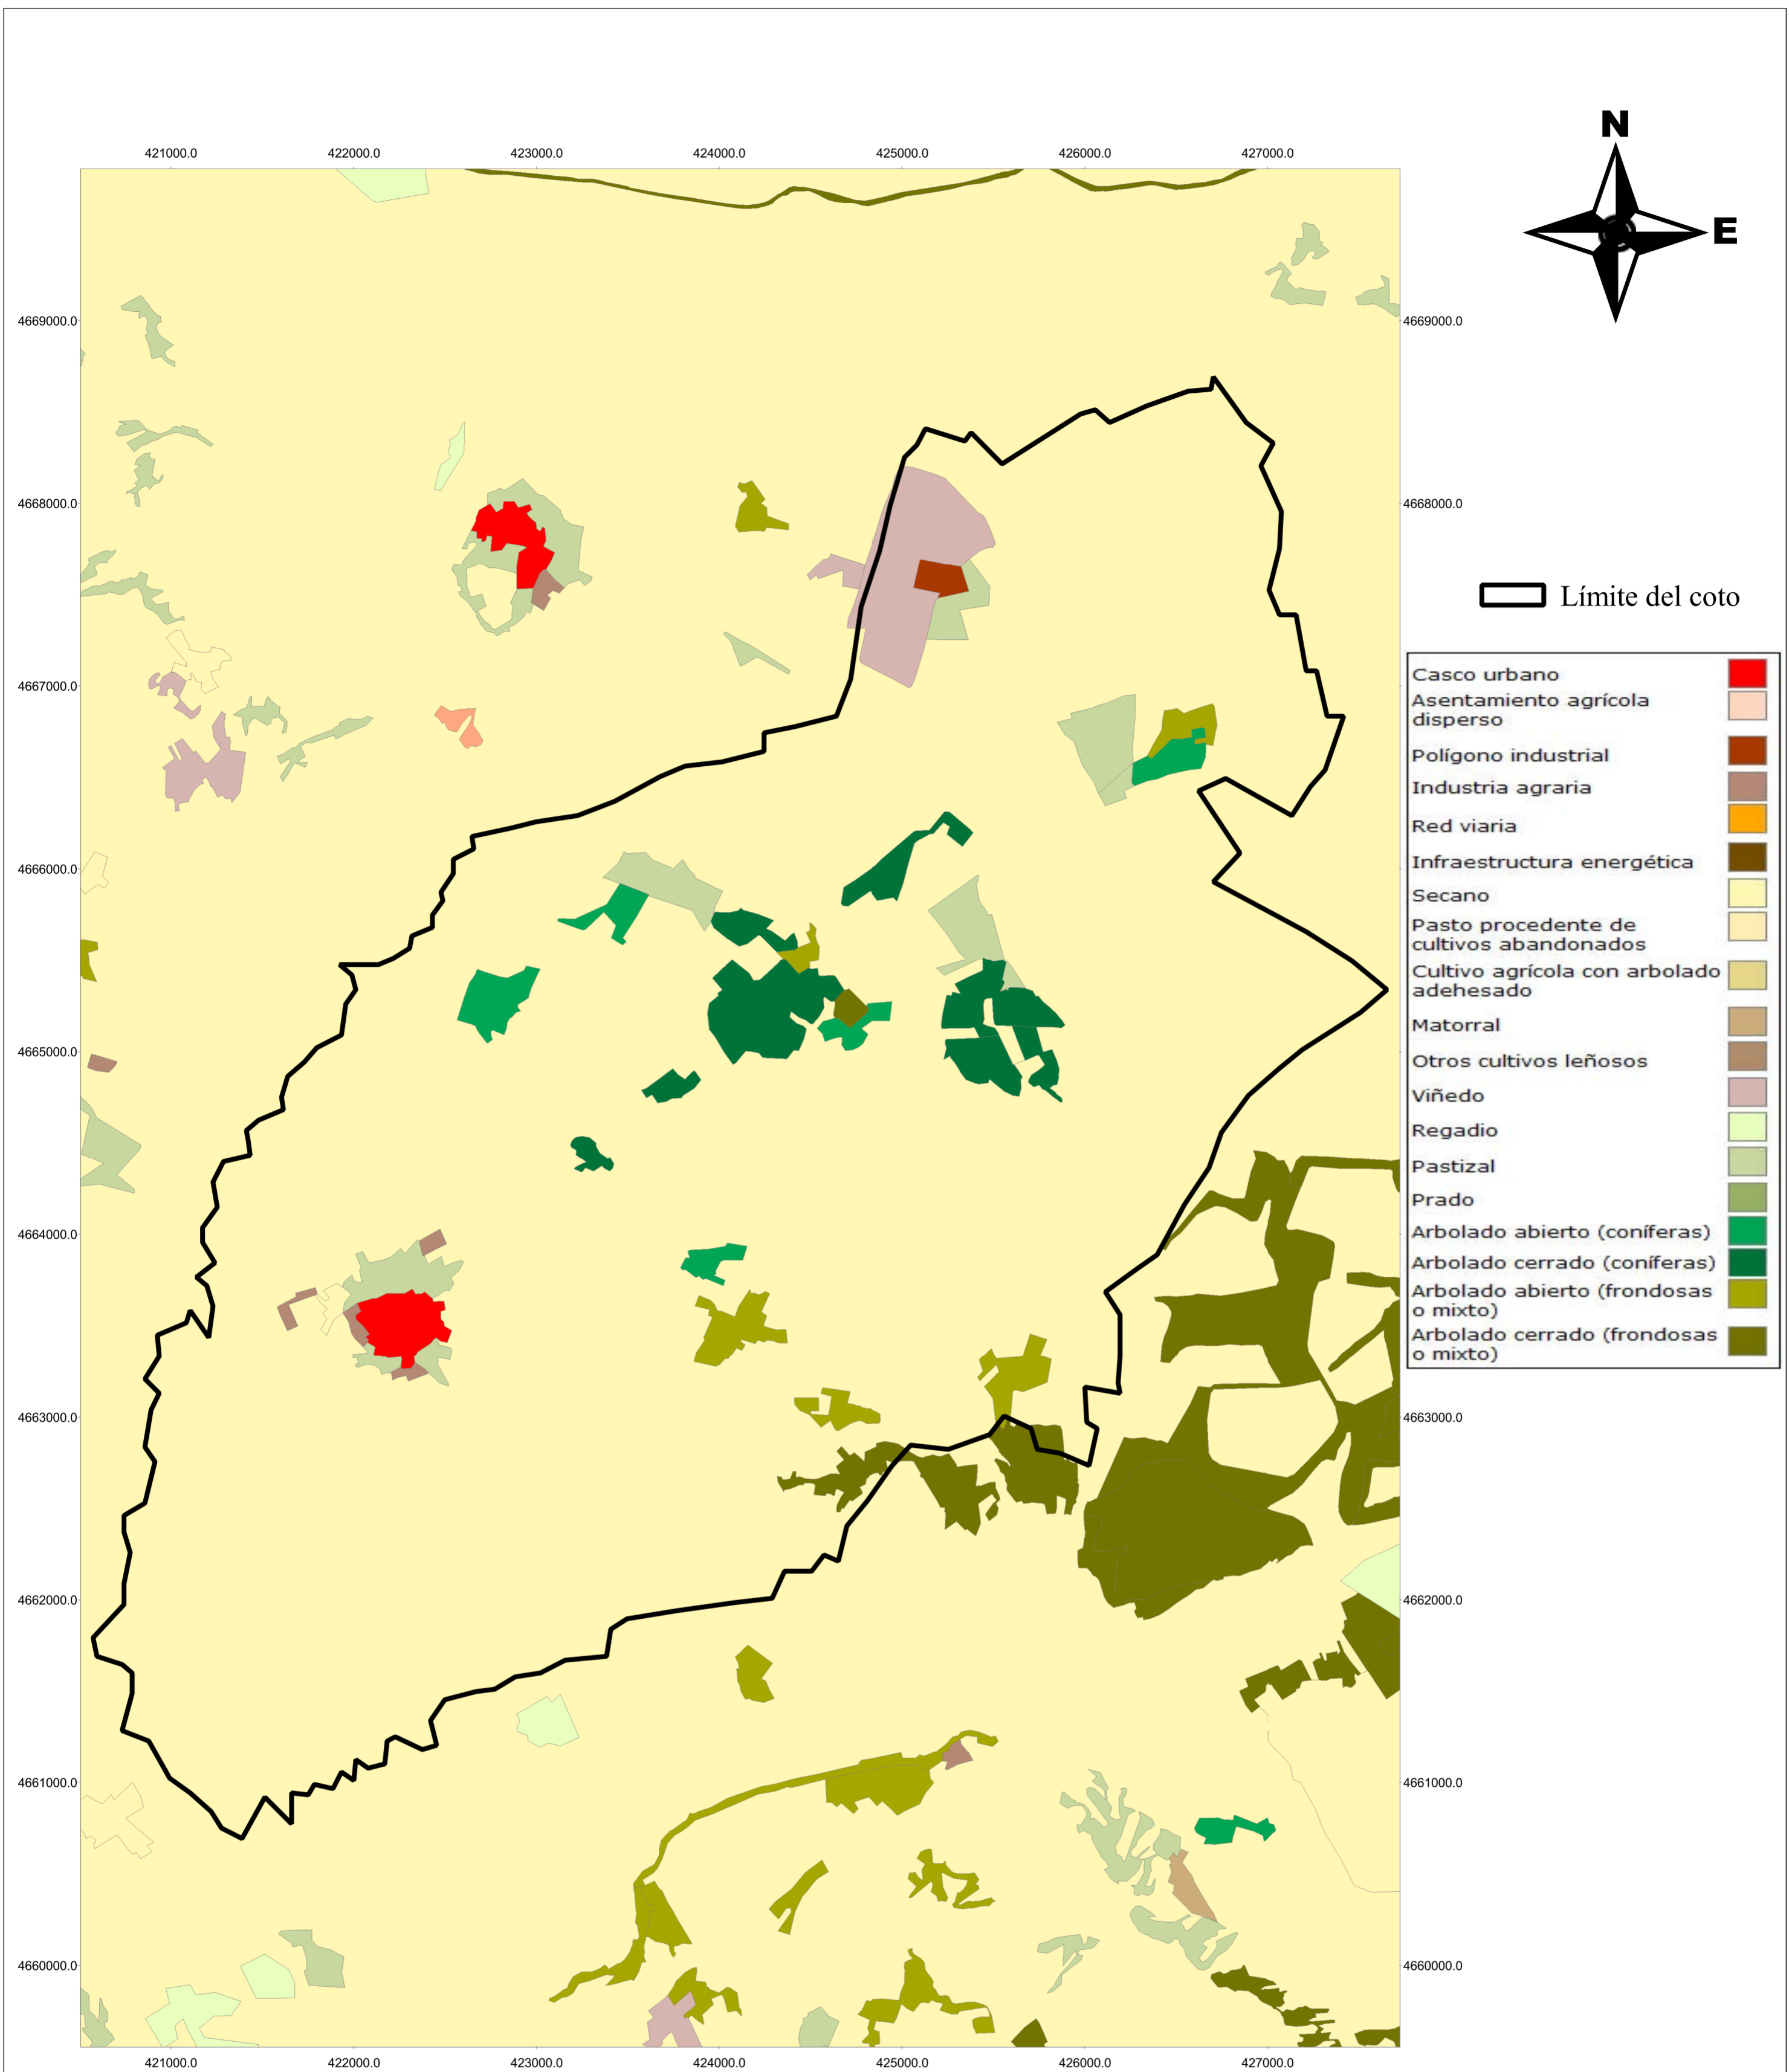 N
E
421000.0 422000.0 423000.0 424000.0 425000.0 426000.0 427000.0
4669000.0 4669000.0
4668000.0 4668000.0
Límite del coto
4667000.0
Casco urbano
Asentamiento agrícola
disperso
Polígono industrial
Industria agraria
Red viaria
Infraestructura energética
Secano
Pasto procedente de
cultivos abandonados
Cultivo agrícola con arbolado
adehesado
Matorral
Otros cultivos leñosos
Viñedo
Regadio
Pastizal
Prado
Arbolado abierto (coníferas)
Arbolado cerrado (coníferas)
Arbolado abierto (frondosas
o mixto)
Arbolado cerrado (frondosas
o mixto)
4666000.0
4665000.0
4664000.0
4663000.0 4663000.0
4662000.0 4662000.0
4661000.0 4661000.0
4660000.0 4660000.0
421000.0 422000.0 423000.0 424000.0 425000.0 426000.0 427000.0